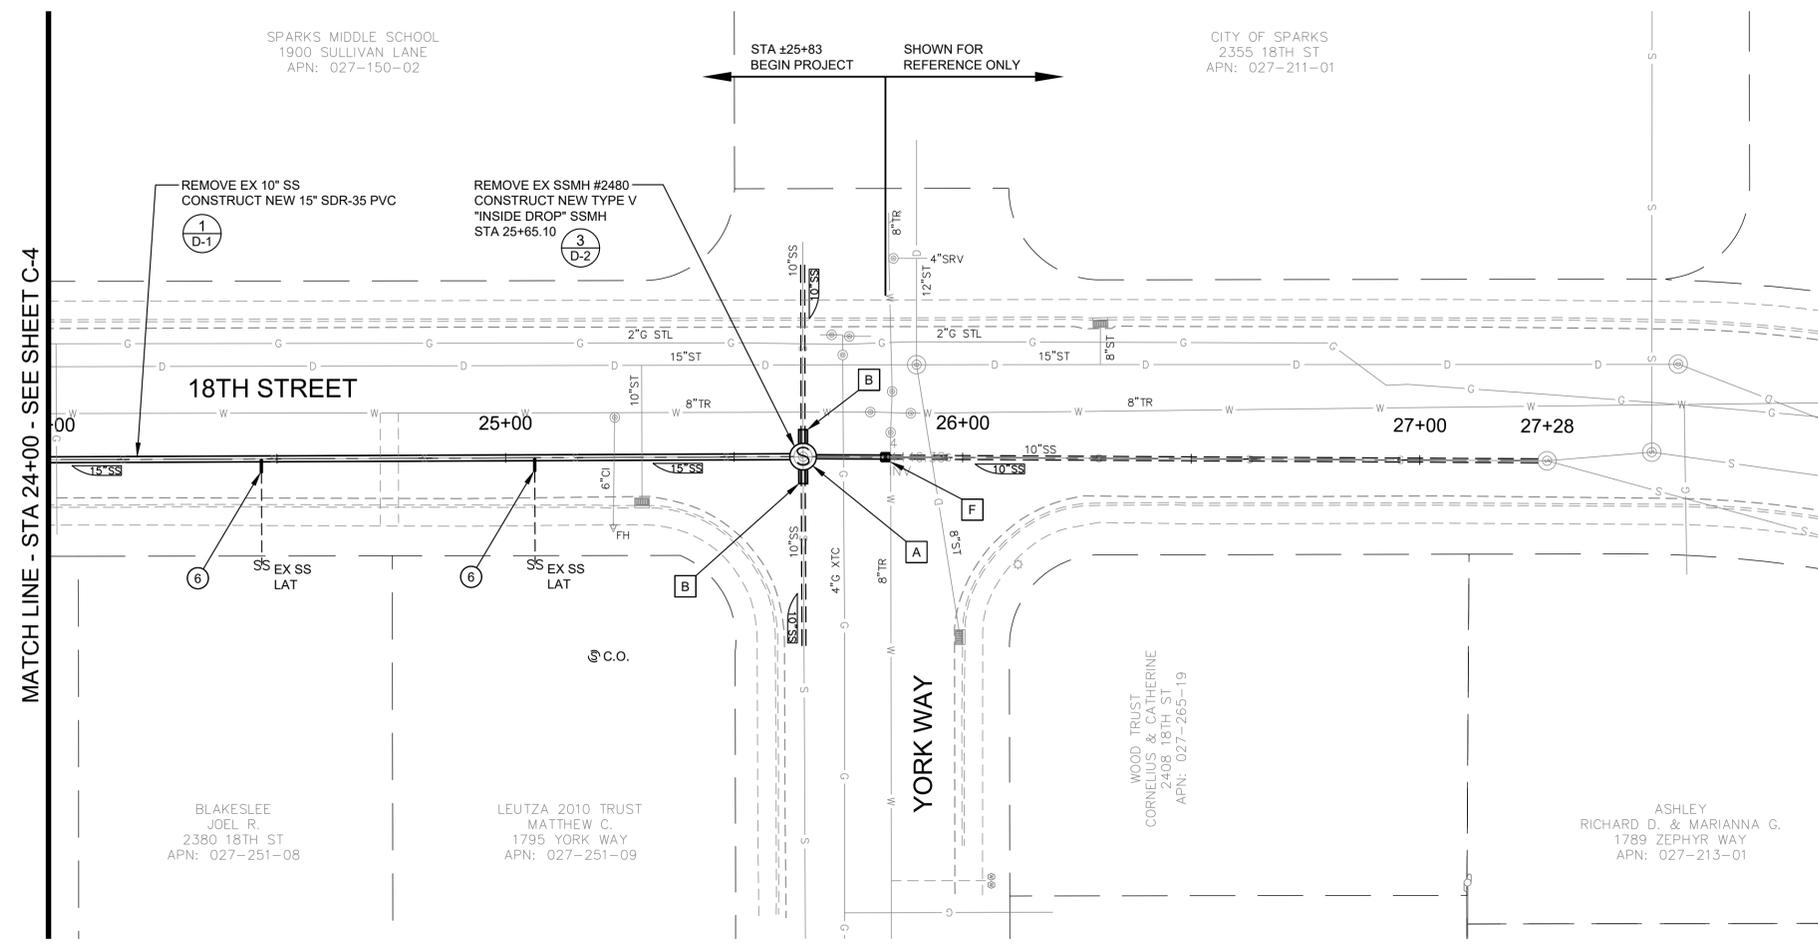 SPARKS MIDDLE SCHOOL
1900 SULLIVAN LANE
APN: 027-150-02
STA ±25+83
BEGIN PROJECT
SHOWN FOR
REFERENCE ONLY
CITY OF SPARKS
2355 18TH ST
APN: 027-211-01
REMOVE EX 10" SS
CONSTRUCT NEW 15" SDR-35 PVC
1
D-1
REMOVE EX SSMH #2480
CONSTRUCT NEW TYPE V
"INSIDE DROP" SSMH
STA 25+65.10
3
D-2
MATCH LINE - STA 24+00 - SEE SHEET C-4
10"SS
10"SS
8"TR
4"SRV
12"ST
2"G STL
2"G STL
15"ST
15"ST
8"ST
18TH STREET
10"ST
B
8"TR
8"TR
+00
25+00
26+00
27+00
27+28
10"SS
15"SS
15"SS
10"SS
6"CI
F
FH
A
8"ST
SS EX SS
LAT
SS EX SS
LAT
6
6
B
10"SS
4"G XTC
8"TR
10"SS
S C.O.
YORK WAY
WOOD TRUST
CORNELIUS & CATHERINE
2408 18TH ST
APN: 027-265-19
BLAKESLEE
JOEL R.
2380 18TH ST
APN: 027-251-08
LEUTZA 2010 TRUST
MATTHEW C.
1795 YORK WAY
APN: 027-251-09
ASHLEY
RICHARD D. & MARIANNA G.
1789 ZEPHYR WAY
APN: 027-213-01